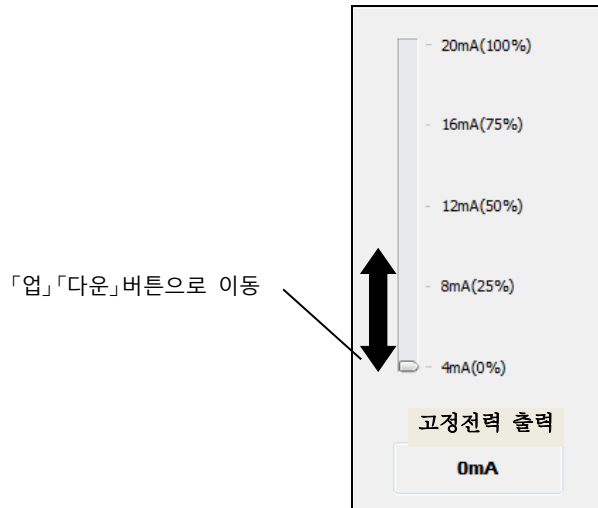 20mA(100%)
16mA(75%)
12mA(50%)
「업」「다운」버튼으로 이동
8mA(25%)
4mA(0%)
고정전력 출력
0mA